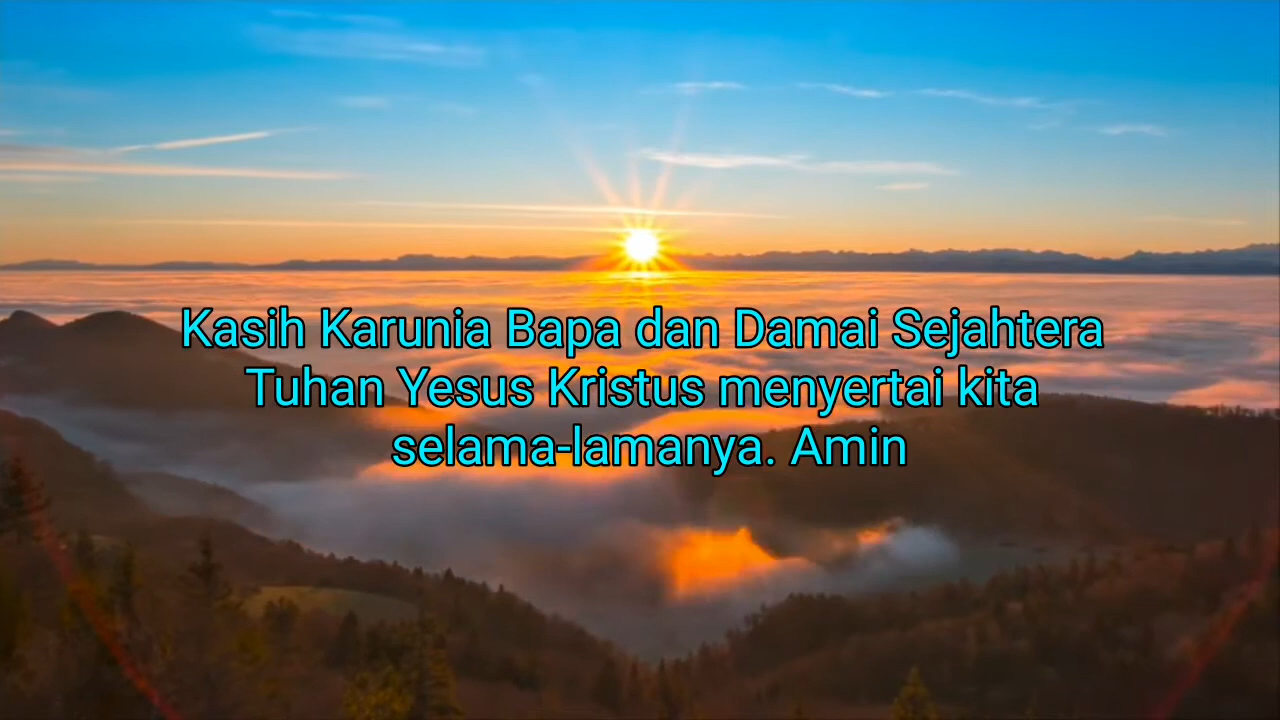 Kasih Karunia Bapa dan Damai Sejahtera
Tuhan Yesus Kristus menyertai kita
selama-lamanya. Amin